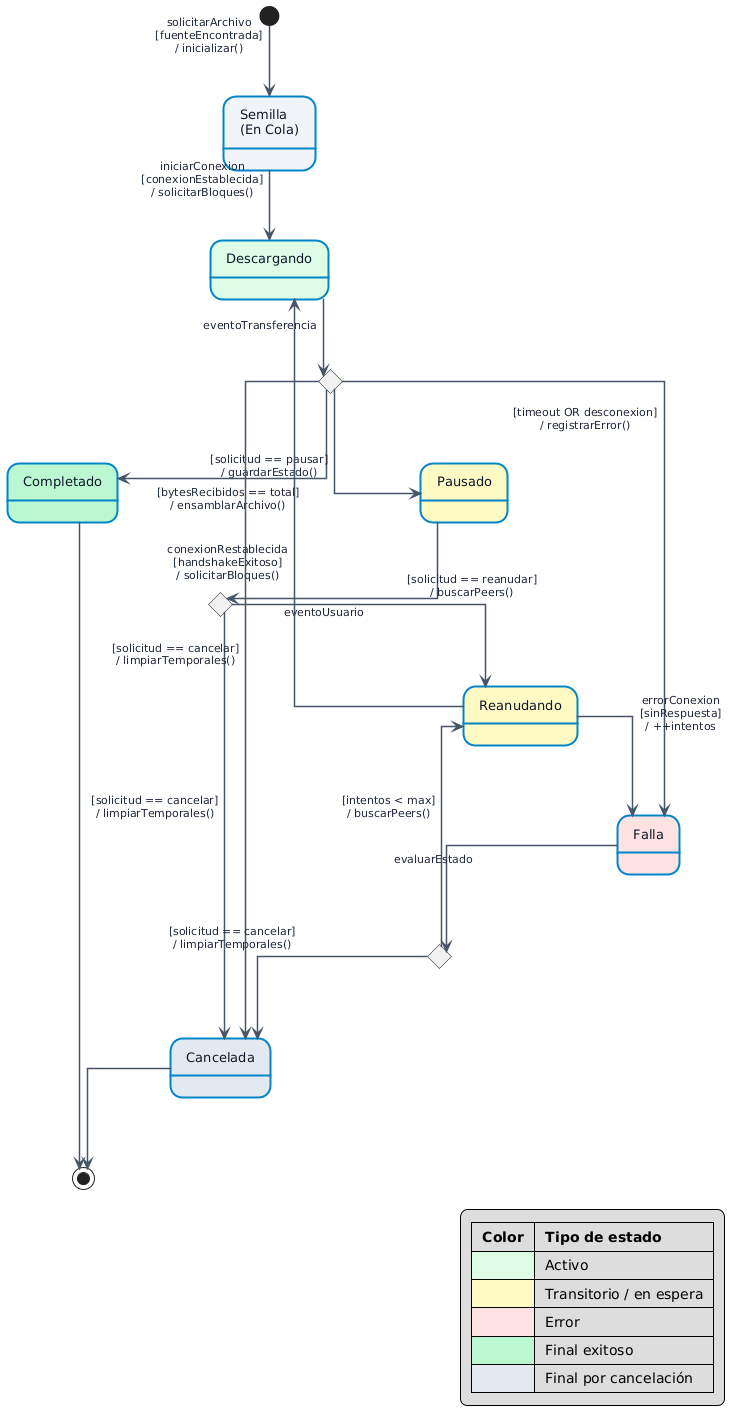 solicitarArchivo
[fuenteEncontrada]
/ inicializar()
Semilla
(En Cola)
iniciarConexion
[conexionEstablecida]
/ solicitarBloques()
Descargando
eventoTransferencia
[timeout OR desconexion]
/ registrarError()
[solicitud == pausar]
/ guardarEstado()
Completado
Pausado
[bytesRecibidos == total]
/ ensamblarArchivo()
conexionRestablecida
[handshakeExitoso]
/ solicitarBloques()
[solicitud == reanudar]
/ buscarPeers()
eventoUsuario
[solicitud == cancelar]
/ limpiarTemporales()
Reanudando
errorConexion
[sinRespuesta]
/ ++intentos
[solicitud == cancelar]
/ limpiarTemporales()
[intentos < max]
/ buscarPeers()
Falla
evaluarEstado
[solicitud == cancelar]
/ limpiarTemporales()
Cancelada
Color Tipo de estado
Activo
Transitorio / en espera
Error
Final exitoso
Final por cancelación